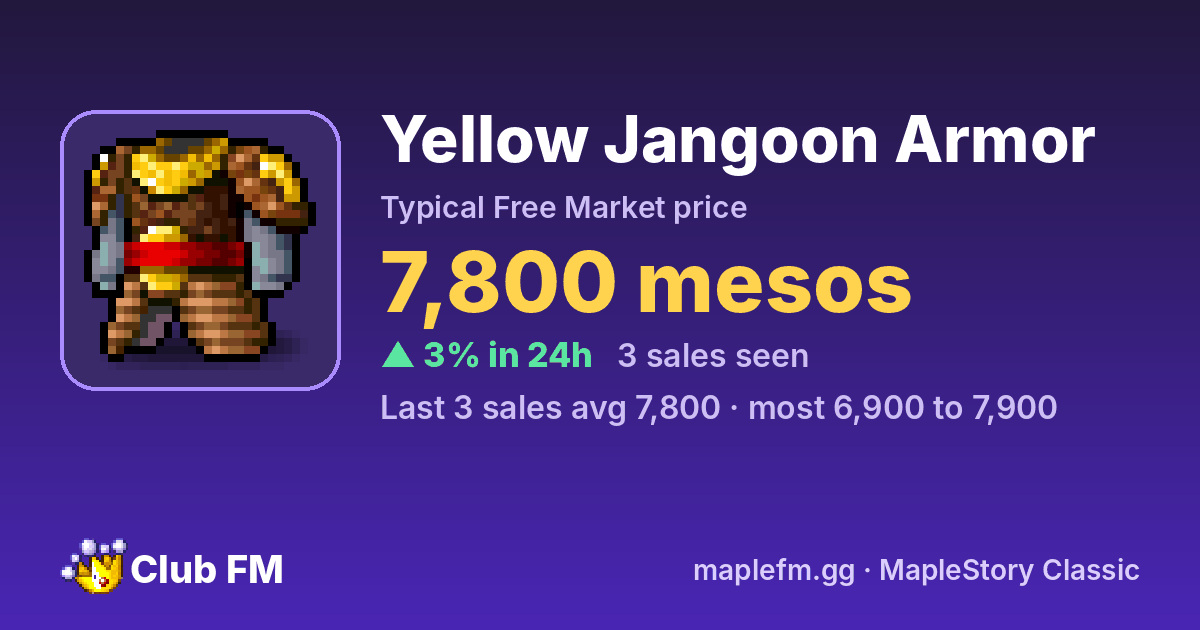 Yellow Jangoon Armor
Typical Free Market price
7,800 mesos
▲ 3% in 24h 3 sales seen
Last 3 sales avg 7,800 · most 6,900 to 7,900
Club FM
maplefm.gg · MapleStory Classic